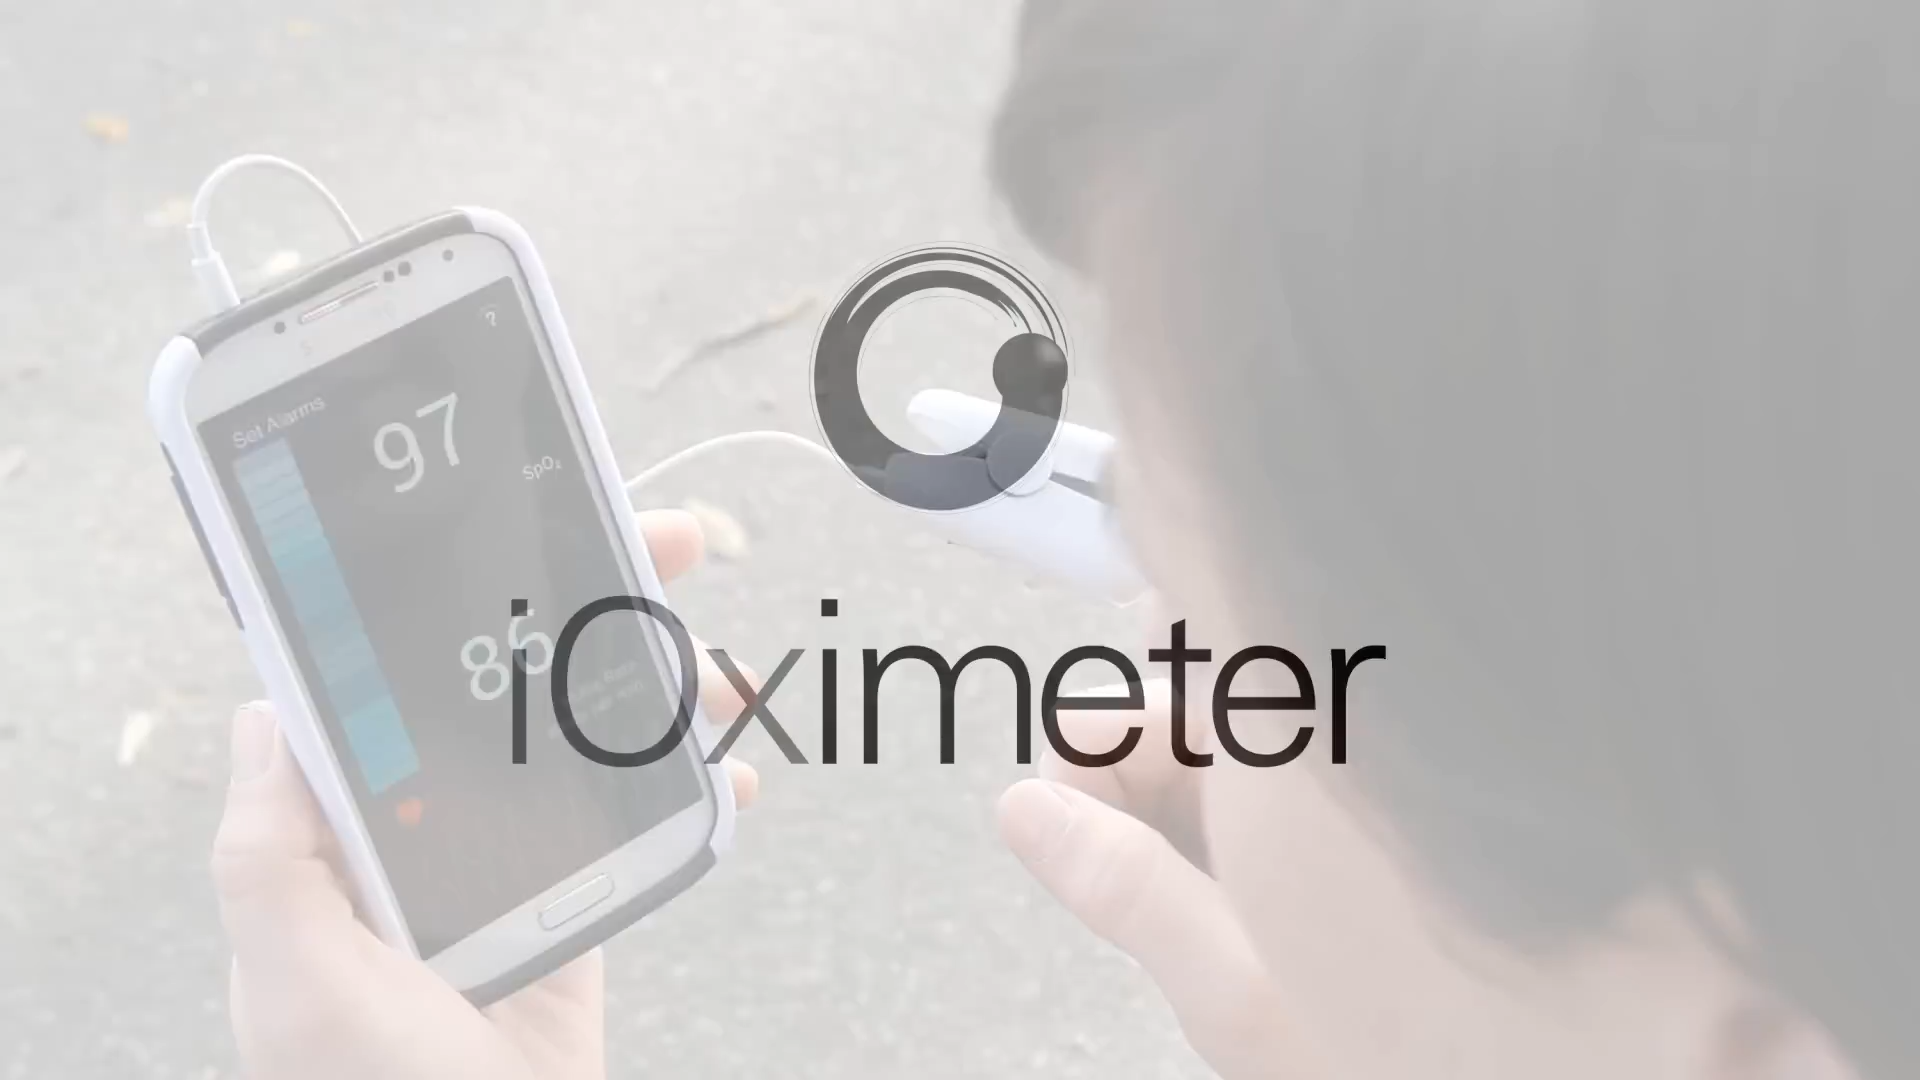 ?
Set Alarms
97
SpO₂
86
iOximeter